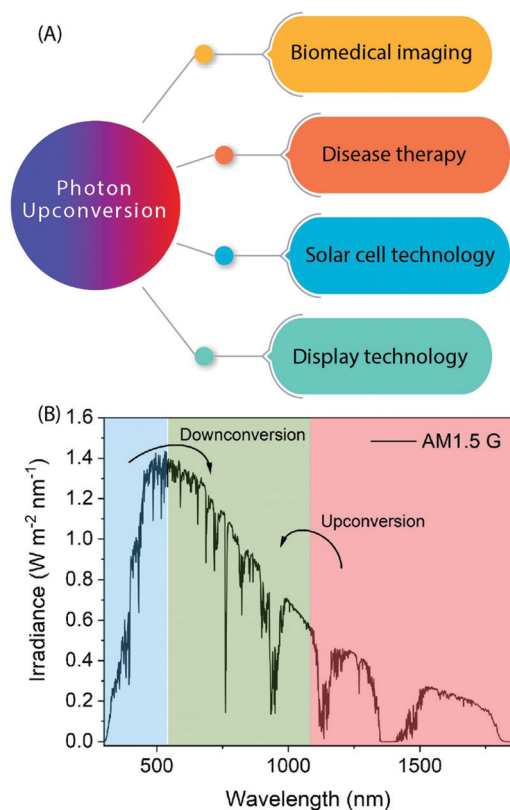 (A)
Biomedical imaging
Photon
Upconversion
Disease therapy
Solar cell technology
Display technology
(B)
1.6
1.4
1.2
1.0
0.8
0.6
0.4
0.2
0.0
Irradiance (W m⁻² nm⁻¹)
Downconversion
AM1.5 G
Upconversion
500
1000
1500
Wavelength (nm)